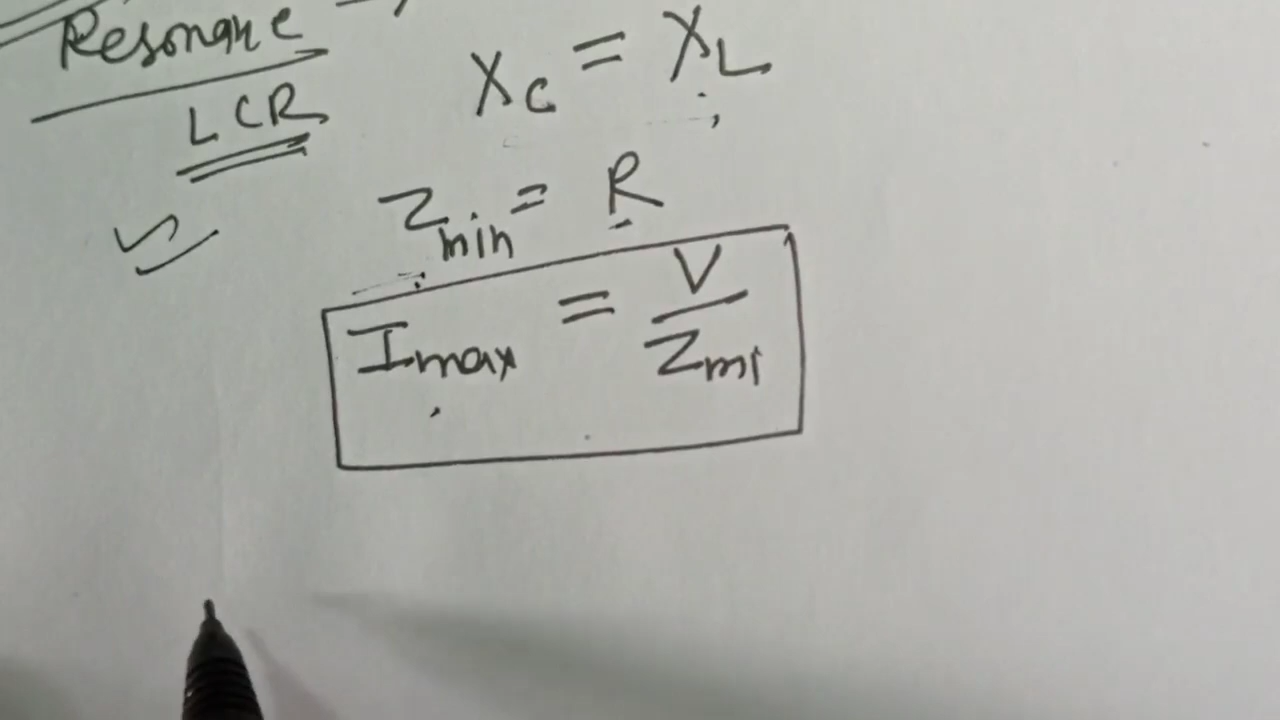 Resonance
X_C = X_L
LCR
Z_min = R
I_max = V / Z_mi